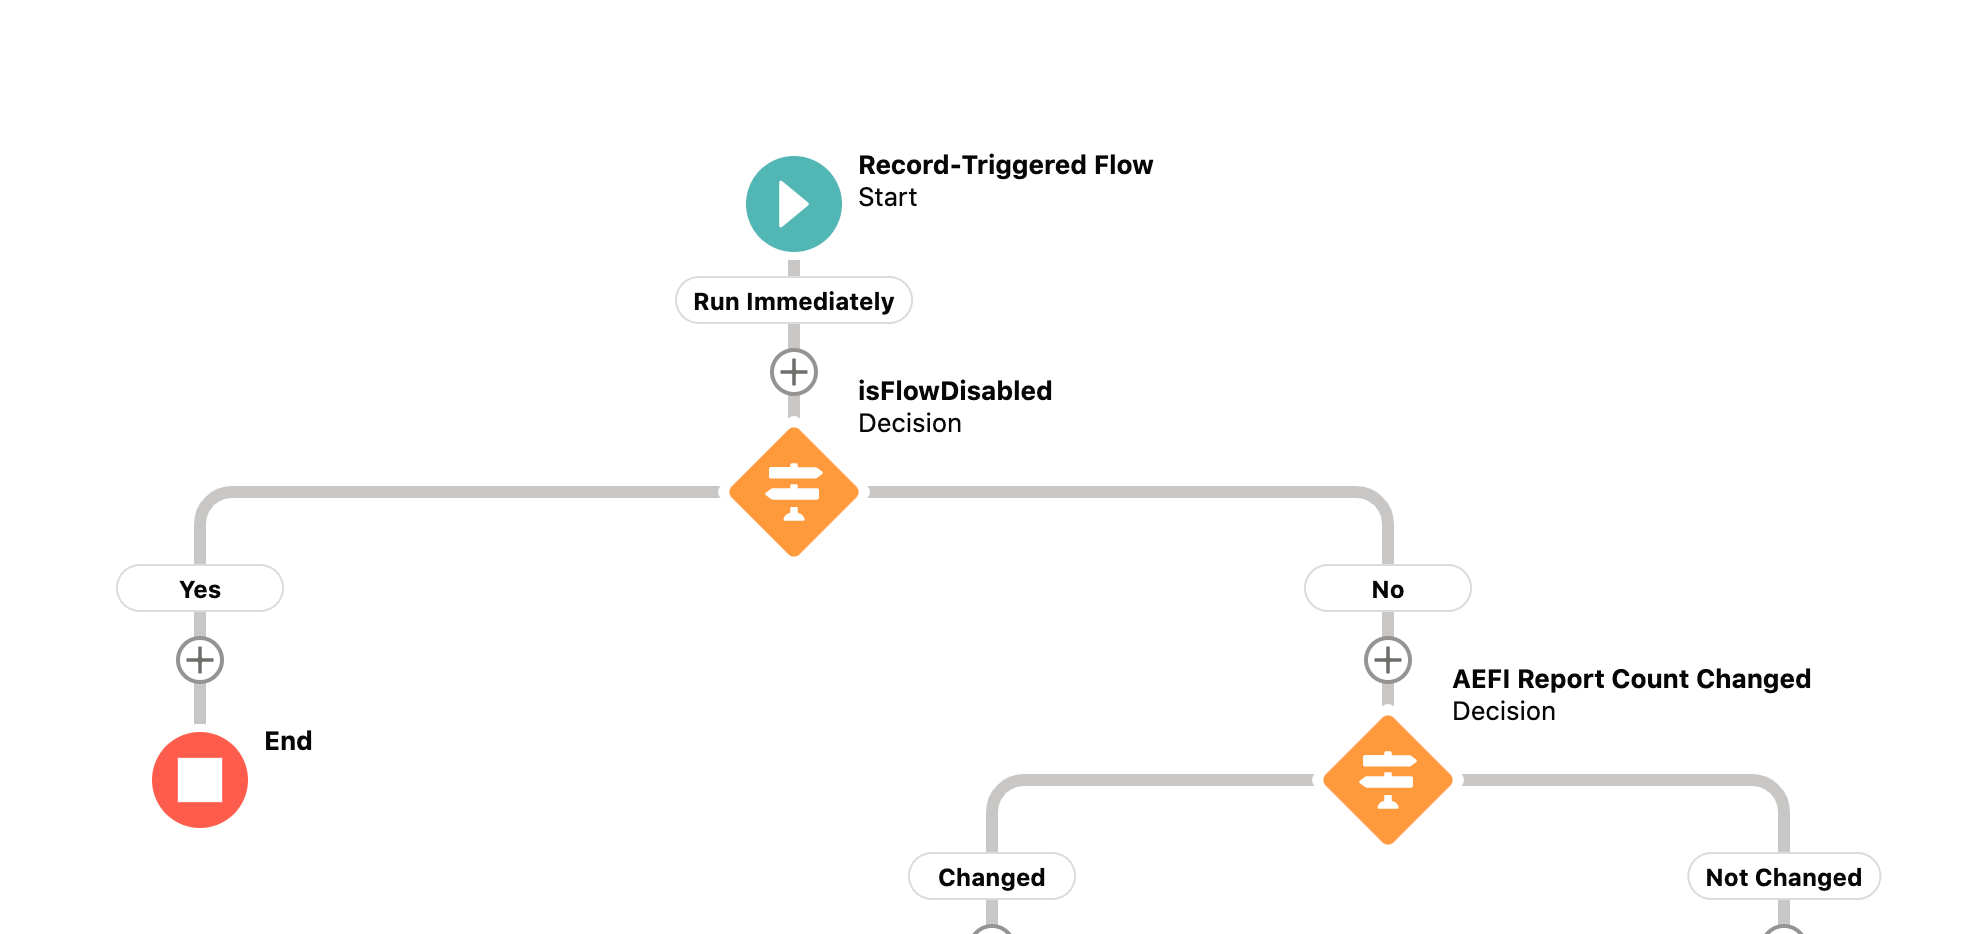 Record-Triggered Flow
Start
Run Immediately
isFlowDisabled
Decision
Yes
No
AEFI Report Count Changed
Decision
End
Changed
Not Changed